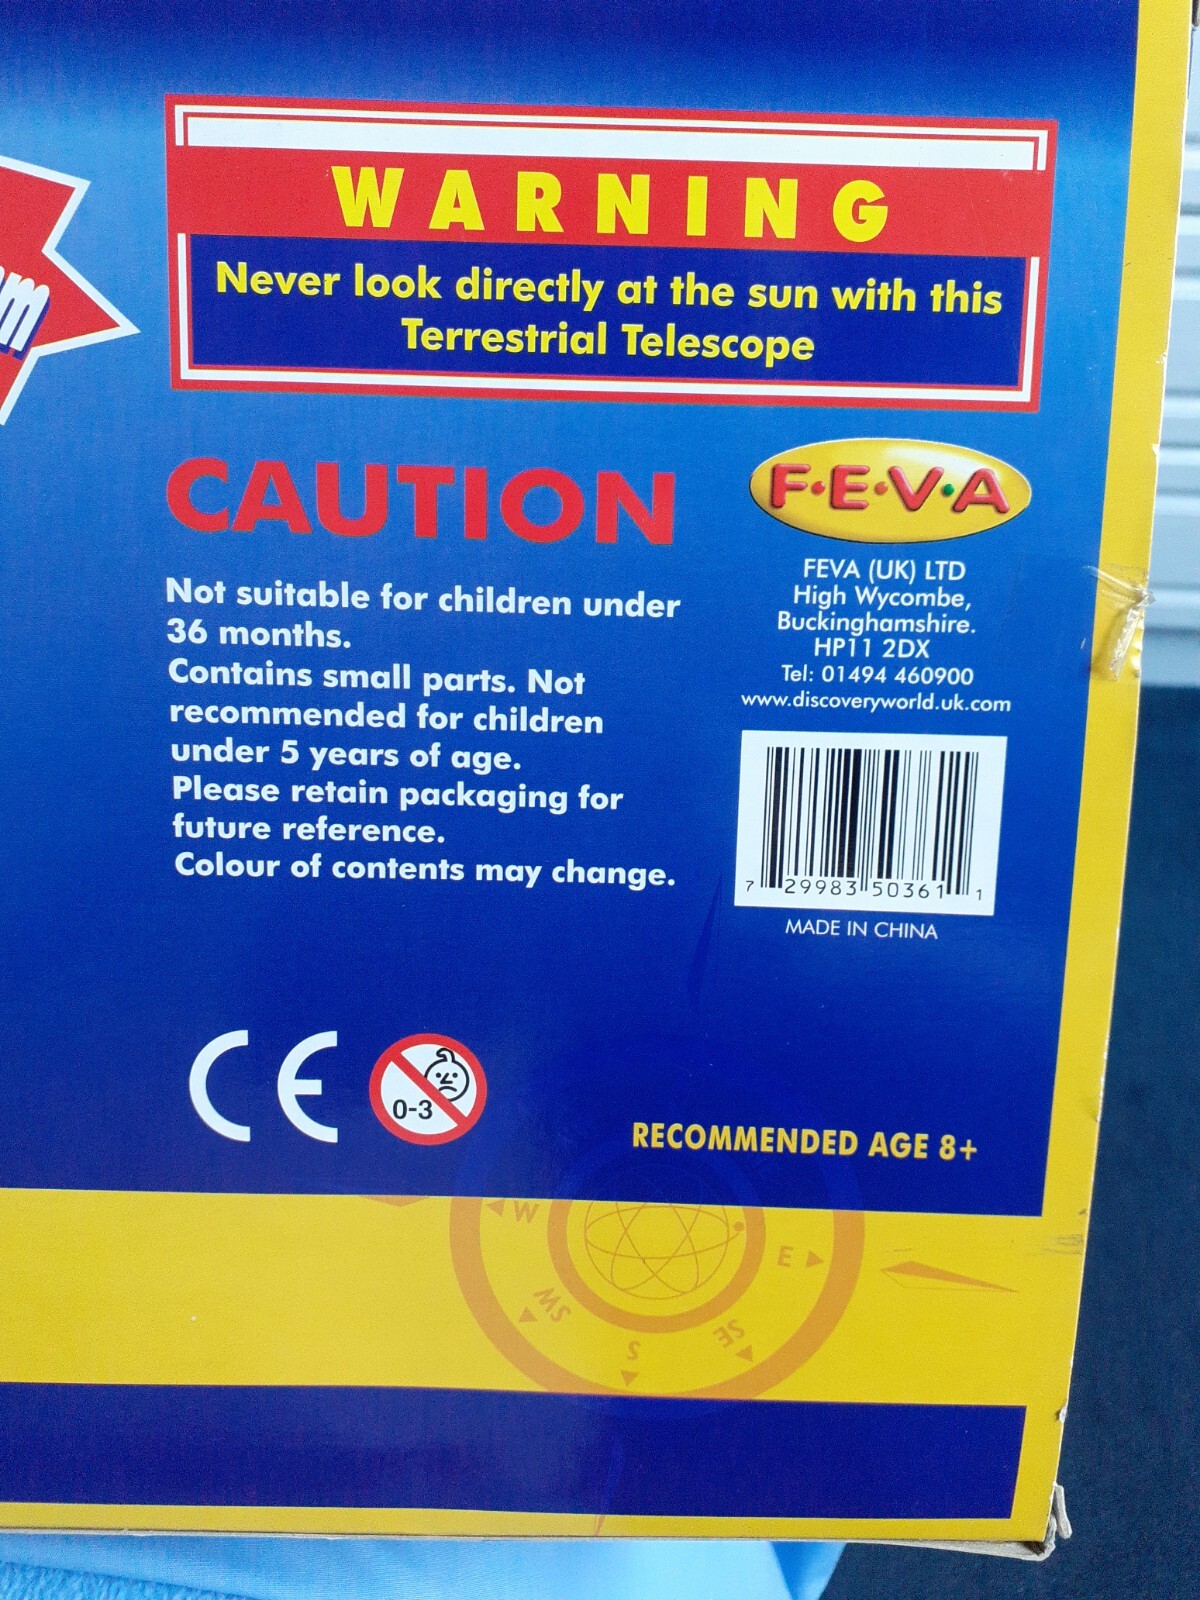 WARNING
Never look directly at the sun with this
Terrestrial Telescope
CAUTION
Not suitable for children under
36 months.
Contains small parts. Not
recommended for children
under 5 years of age.
Please retain packaging for
future reference.
Colour of contents may change.
F·E·V·A
FEVA (UK) LTD
High Wycombe,
Buckinghamshire.
HP11 2DX
Tel: 01494 460900
www.discoveryworld.uk.com
7 29983 50361 1
MADE IN CHINA
CE
0-3
RECOMMENDED AGE 8+
W
E
SW
SE
S